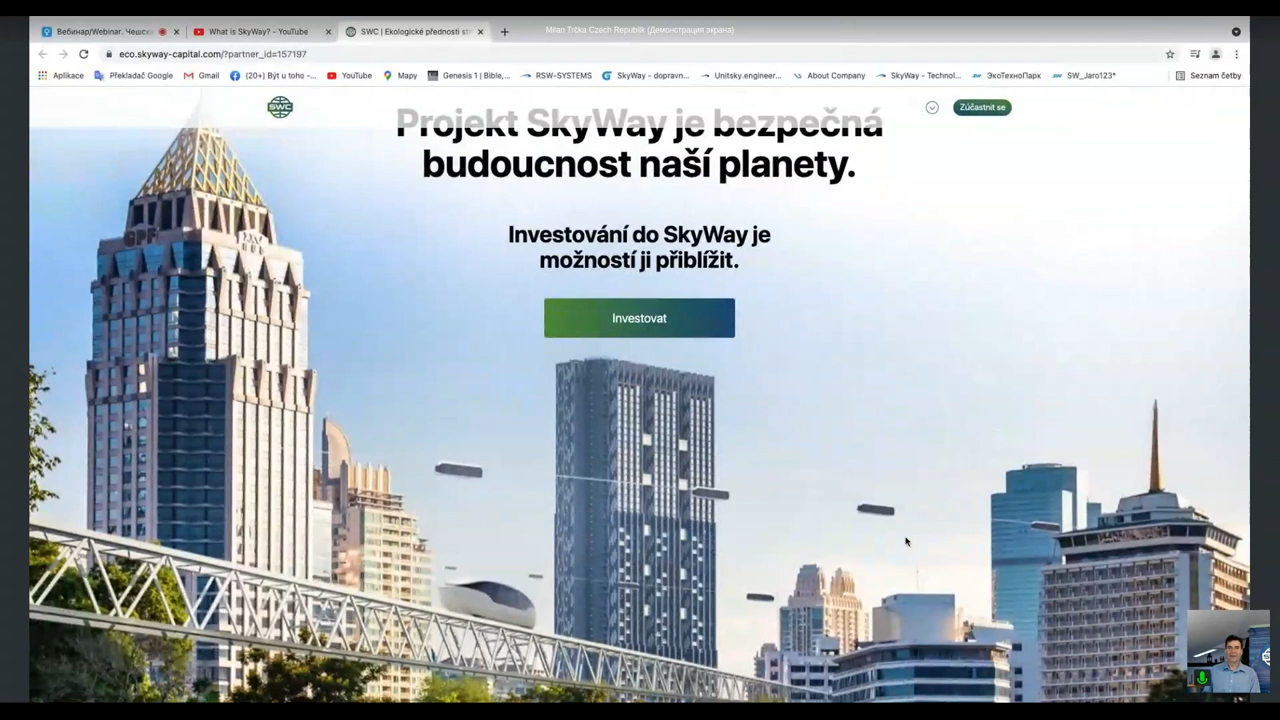 Вебинар/Webinar. Чешски
What is SkyWay? - YouTube
SWC | Ekologické přednosti str
Milan Trčka Czech Republik (Демонстрация экрана)
eco.skyway-capital.com/?partner_id=157197
Aplikace
Překladač Google
Gmail
(20+) Být u toho -...
YouTube
Mapy
Genesis 1 | Bible,...
RSW-SYSTEMS
SkyWay - dopravn...
Unitsky.engineer...
About Company
SkyWay - Technol...
ЭкоТехноПарк
SW_Jaro123*
Seznam četby
SWC
Zúčastnit se
Projekt SkyWay je bezpečná
budoucnost naší planety.
Investování do SkyWay je
možností ji přiblížit.
Investovat